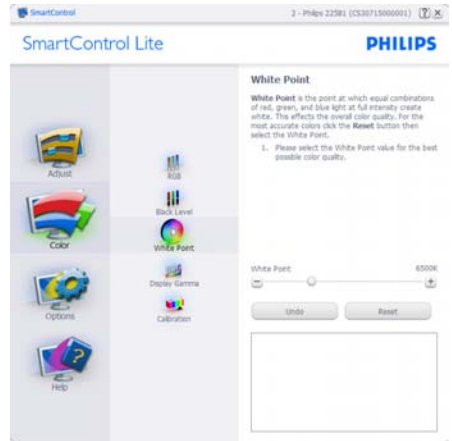 SmartControl
2 - Philips 225B1 (CS30715000001)
SmartControl Lite
PHILIPS
Adjust
Color
Options
Help
RGB
Black Level
White Point
Display Gamma
Calibration
White Point
White Point is the point at which equal combinations
of red, green, and blue light at full intensity create
white. This effects the overall color quality. For the
most accurate colors click the Reset button then
select the White Point.
1. Please select the White Point value for the best
possible color quality.
White Point 6500K
Undo Reset